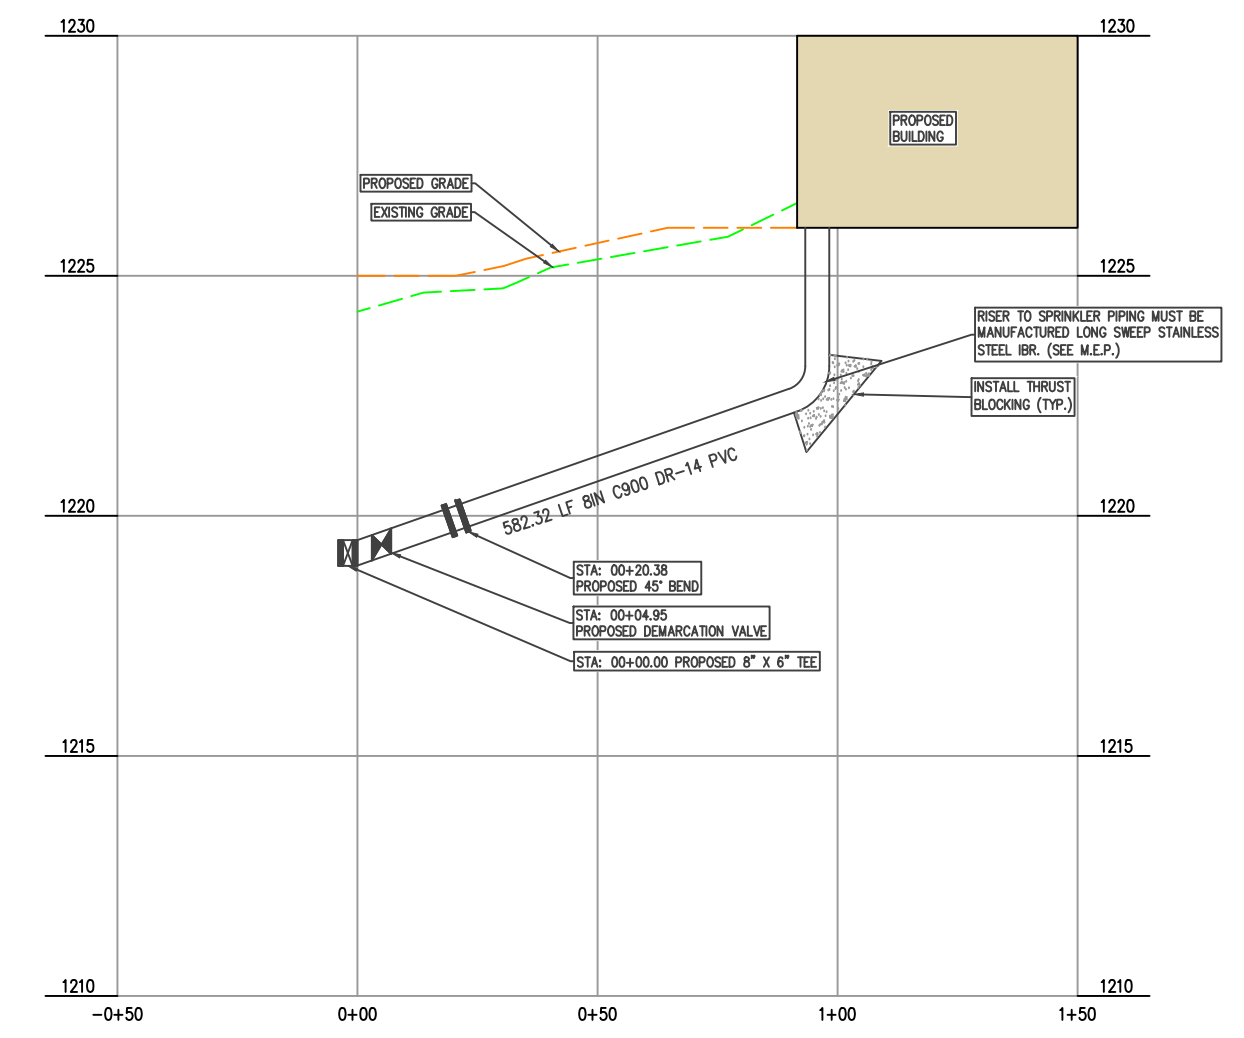 1230
1230
PROPOSED
BUILDING
PROPOSED GRADE
EXISTING GRADE
1225
1225
RISER TO SPRINKLER PIPING MUST BE
MANUFACTURED LONG SWEEP STAINLESS
STEEL IBR. (SEE M.E.P.)
INSTALL THRUST
BLOCKING (TYP.)
582.32 LF 8IN C900 DR-14 PVC
1220
1220
STA: 00+20.38
PROPOSED 45° BEND
STA: 00+04.95
PROPOSED DEMARCATION VALVE
STA: 00+00.00 PROPOSED 8" X 6" TEE
1215
1215
1210
1210
-0+50
0+00
0+50
1+00
1+50